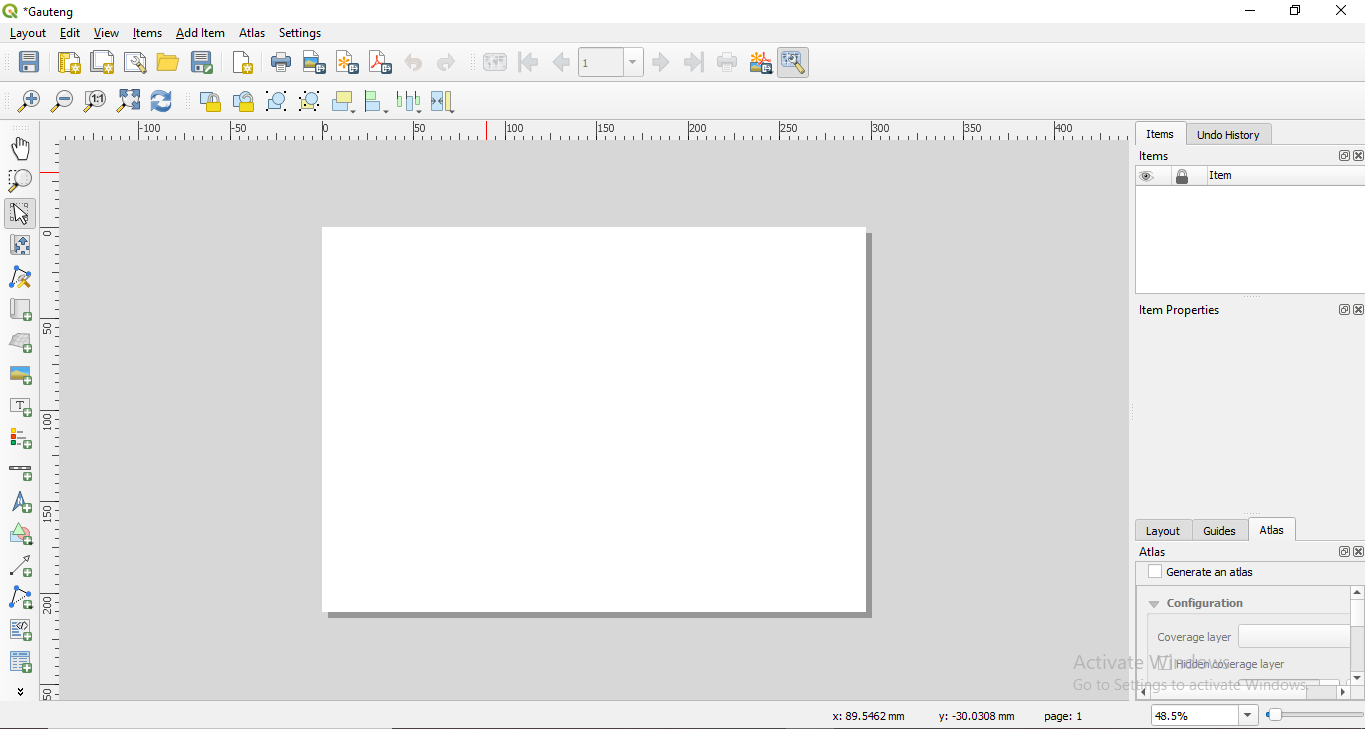 *Gauteng
Layout Edit View Items Add Item Atlas Settings
1
-100 -50 0 50 100 150 200 250 300 350 400
Items Undo History
Items
Item
0
50
100
150
200
50
Item Properties
Layout Guides Atlas
Atlas
Generate an atlas
Configuration
Coverage layer
Hidden coverage layer
Activate Windows
Go to Settings to activate Windows.
x: 89.5462 mm y: -30.0308 mm page: 1 48.5%